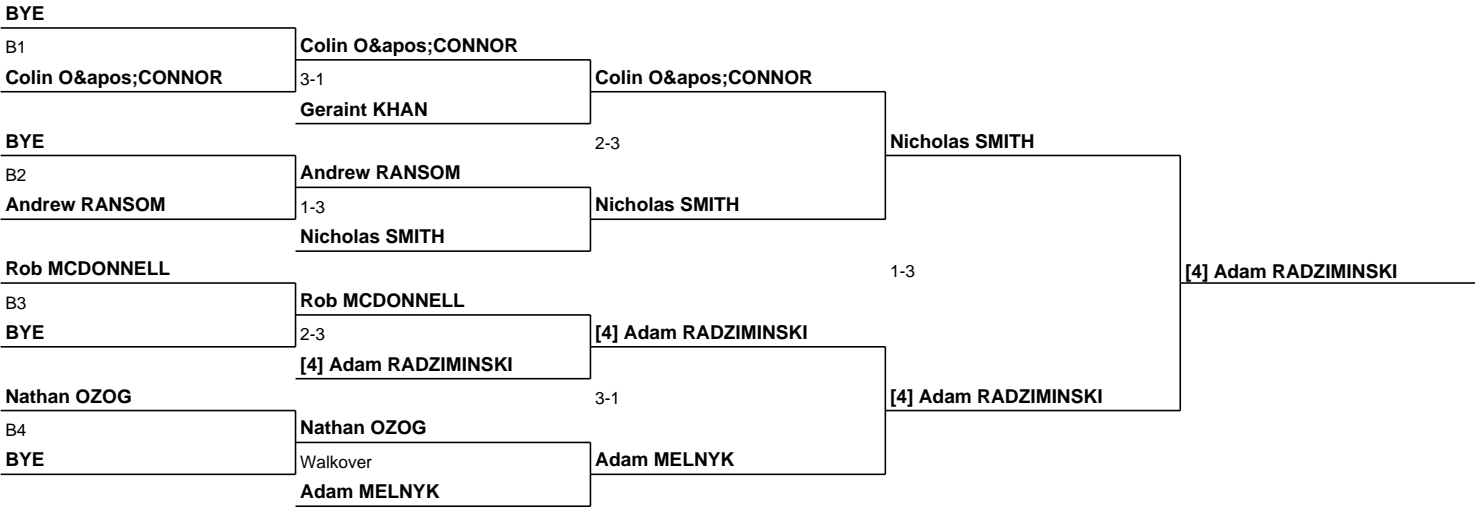 BYE
B1
Colin O&apos;CONNOR
Colin O&apos;CONNOR
3-1
Geraint KHAN
Colin O&apos;CONNOR
BYE
B2
Andrew RANSOM
Andrew RANSOM
1-3
Nicholas SMITH
2-3
Nicholas SMITH
Nicholas SMITH
Rob MCDONNELL
B3
BYE
Rob MCDONNELL
2-3
[4] Adam RADZIMINSKI
[4] Adam RADZIMINSKI
1-3
[4] Adam RADZIMINSKI
Nathan OZOG
B4
BYE
Nathan OZOG
Walkover
Adam MELNYK
3-1
Adam MELNYK
[4] Adam RADZIMINSKI